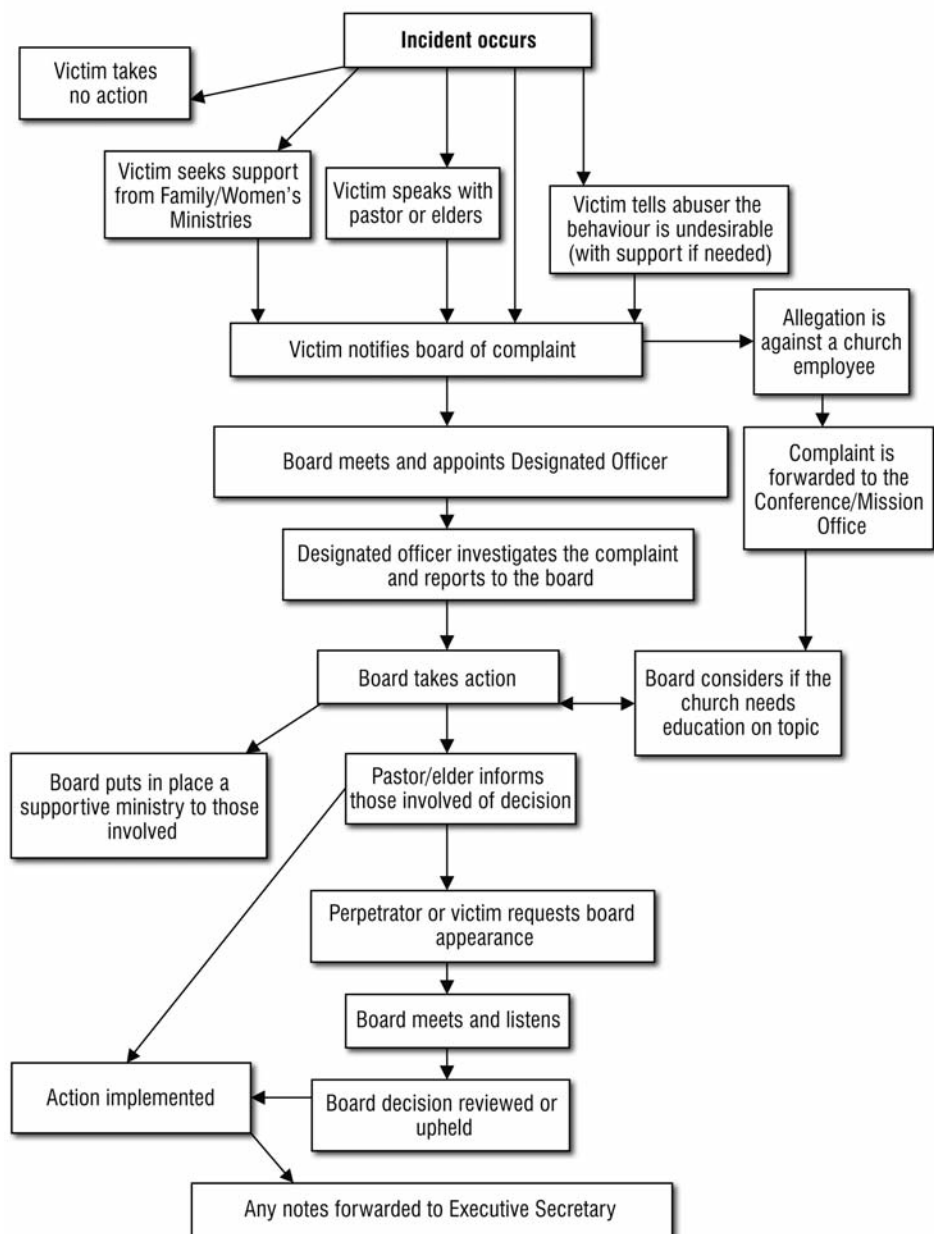 Incident occurs
Victim takes
no action
Victim seeks support
from Family/Women's
Ministries
Victim speaks with
pastor or elders
Victim tells abuser the
behaviour is undesirable
(with support if needed)
Victim notifies board of complaint
Allegation is
against a church
employee
Board meets and appoints Designated Officer
Complaint is
forwarded to the
Conference/Mission
Office
Designated officer investigates the complaint
and reports to the board
Board takes action
Board considers if the
church needs
education on topic
Board puts in place a
supportive ministry to those
involved
Pastor/elder informs
those involved of decision
Perpetrator or victim requests board
appearance
Board meets and listens
Action implemented
Board decision reviewed or
upheld
Any notes forwarded to Executive Secretary